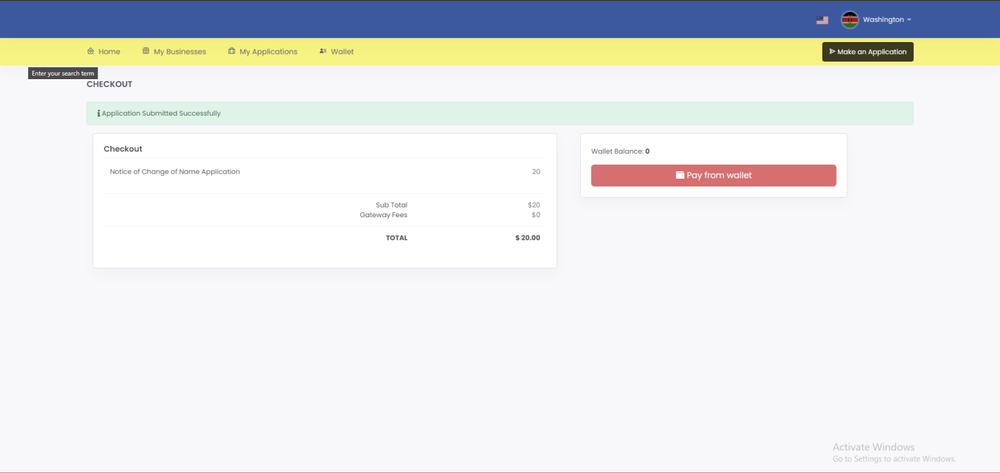 Washington
Home My Businesses My Applications Wallet Make an Application
Enter your search term
CHECKOUT
Application Submitted Successfully
Checkout
Notice of Change of Name Application 20
Sub Total $20
Gateway Fees $0
TOTAL $ 20.00
Wallet Balance: 0
Pay from wallet
Activate Windows
Go to Settings to activate Windows.